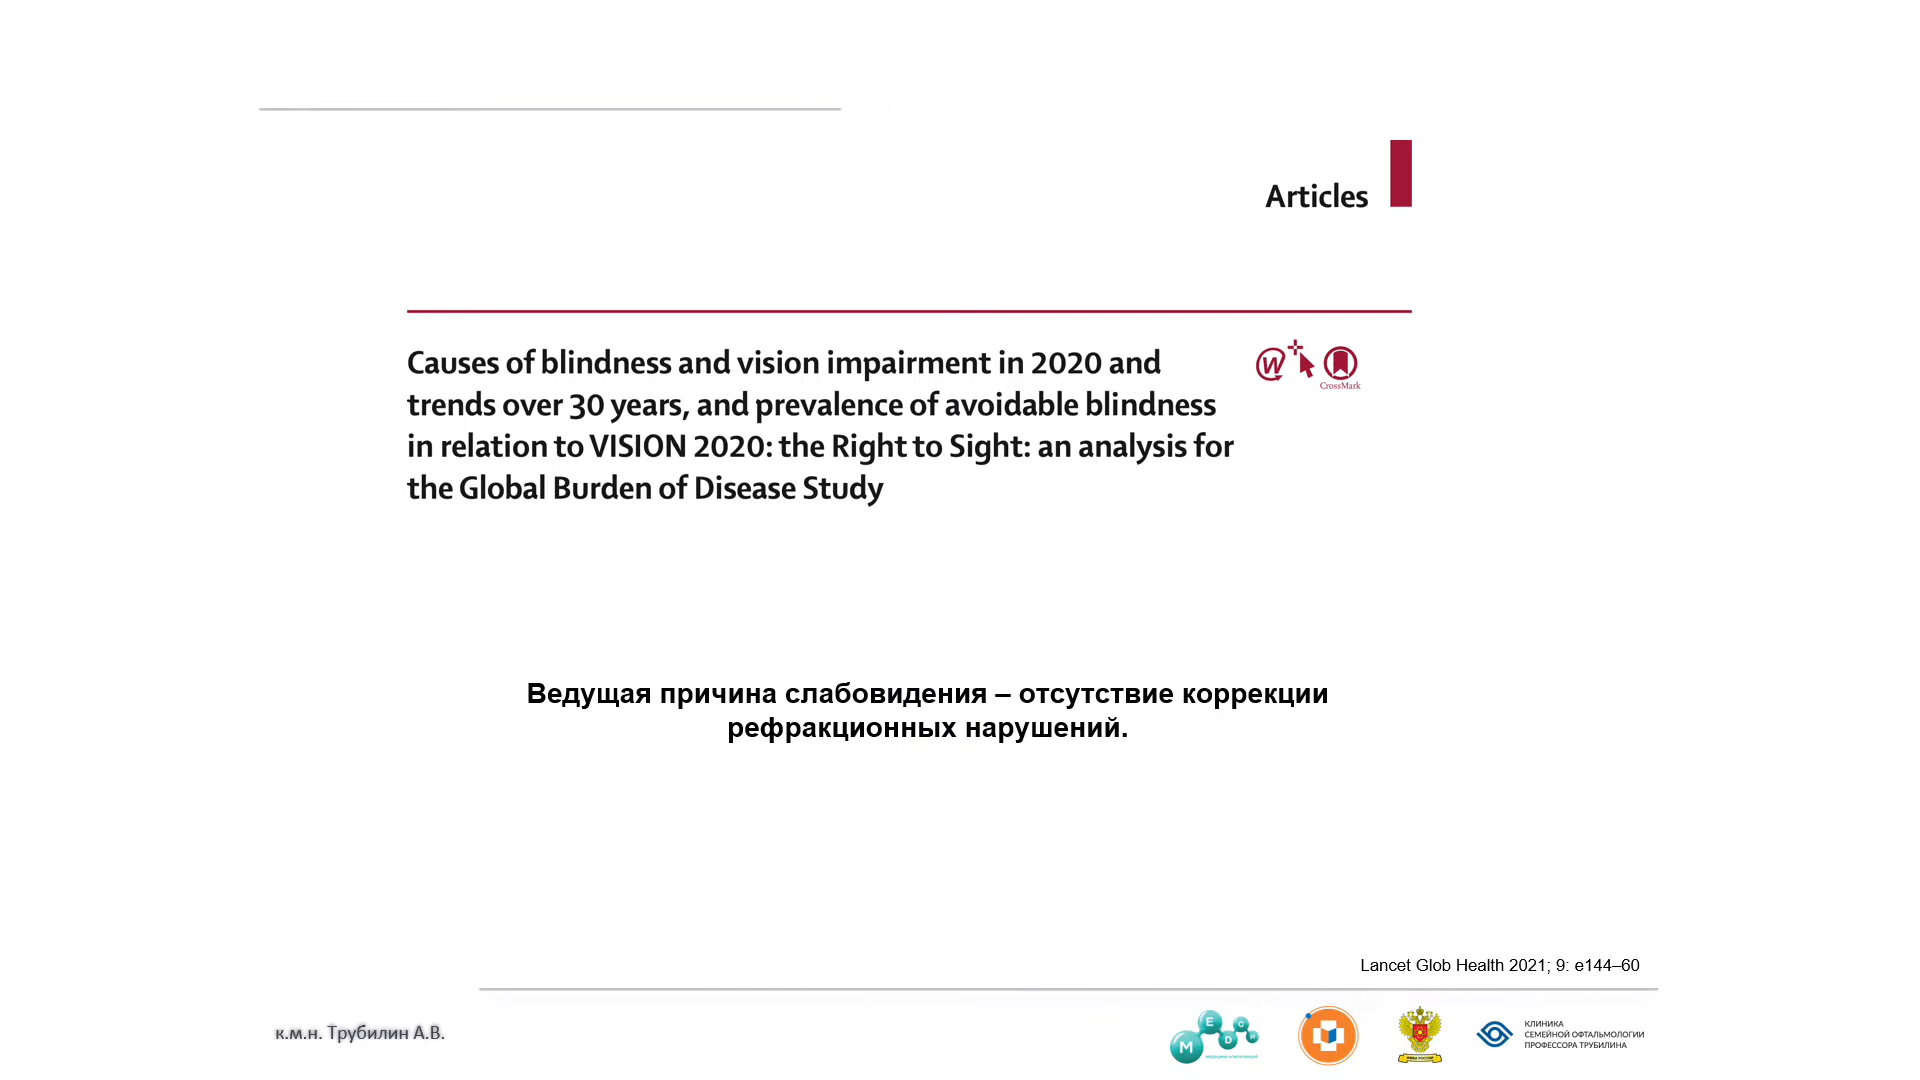 Articles
Causes of blindness and vision impairment in 2020 and
trends over 30 years, and prevalence of avoidable blindness
in relation to VISION 2020: the Right to Sight: an analysis for
the Global Burden of Disease Study
W
CrossMark
Ведущая причина слабовидения – отсутствие коррекции
рефракционных нарушений.
Lancet Glob Health 2021; 9: e144–60
к.м.н. Трубилин А.В.
MEDCИ
КЛИНИКА
СЕМЕЙНОЙ ОФТАЛЬМОЛОГИИ
ПРОФЕССОРА ТРУБИЛИНА